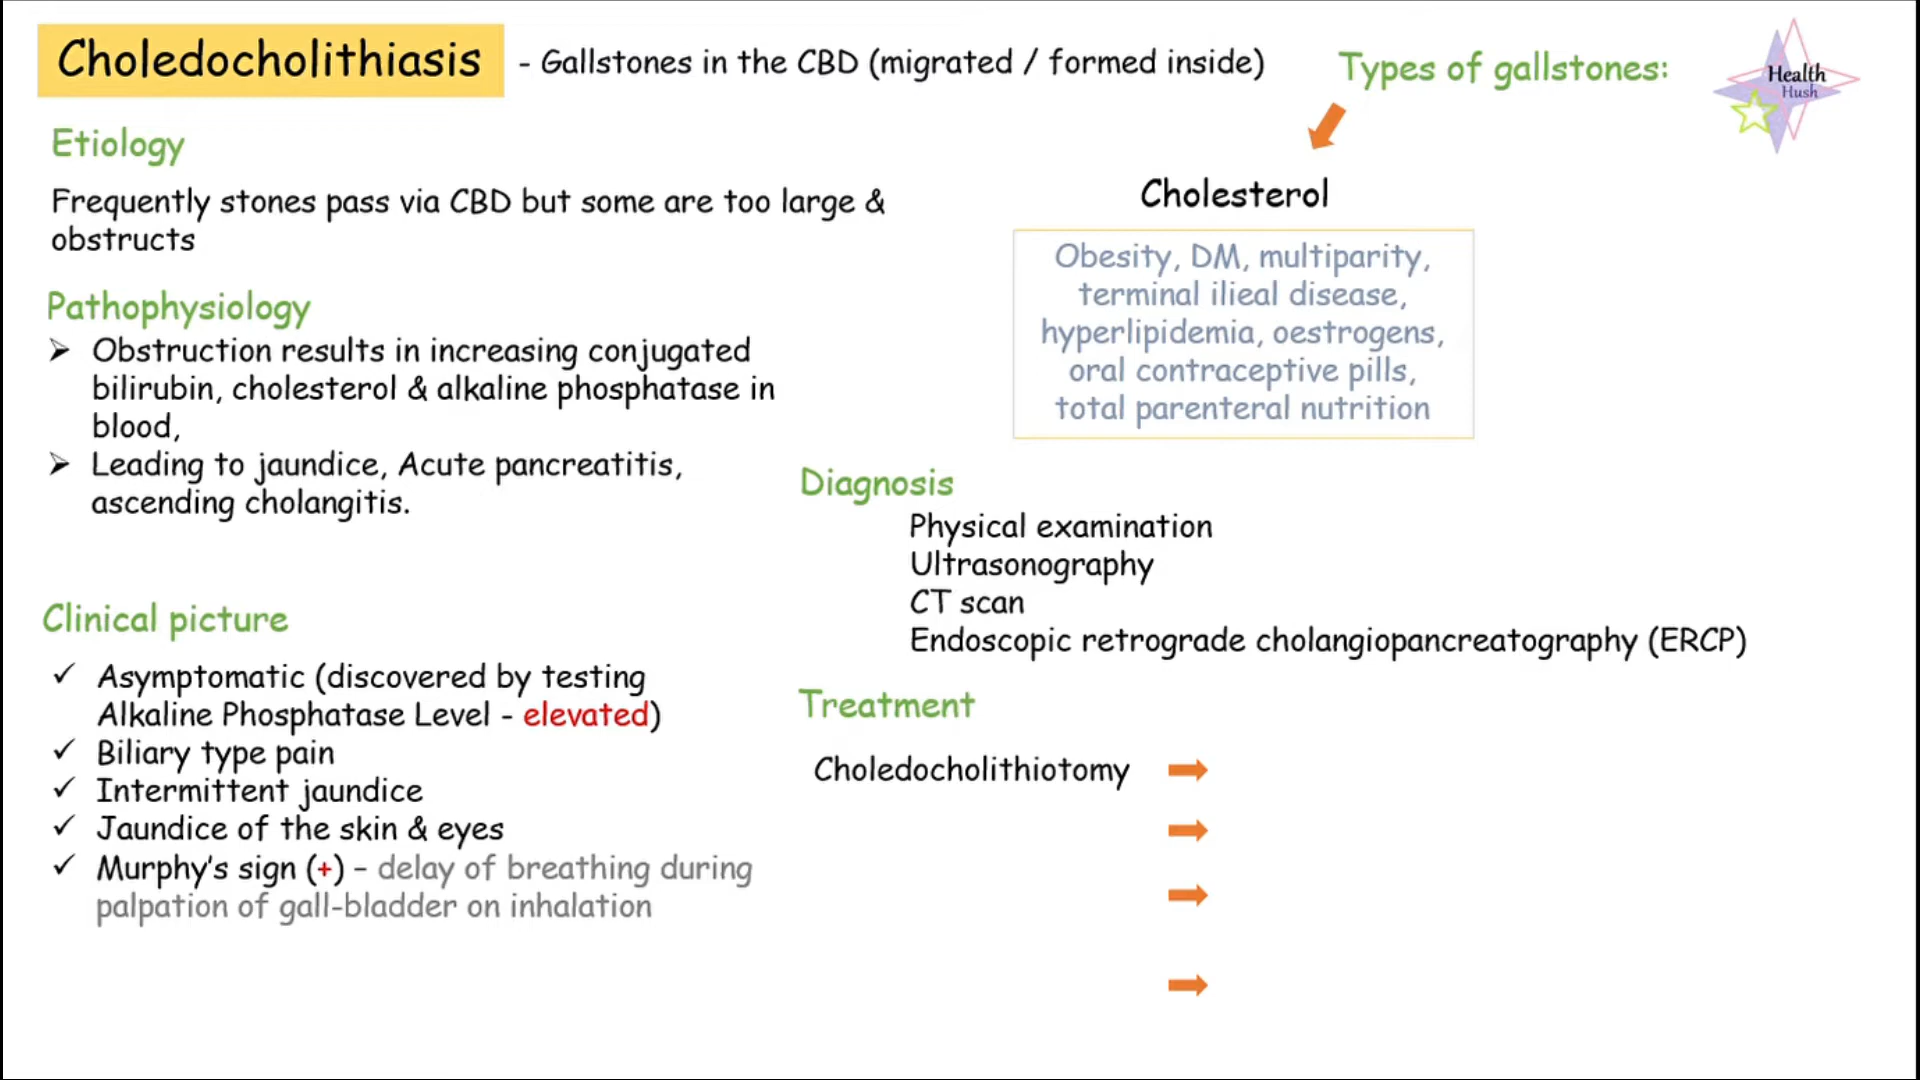 Choledocholithiasis
- Gallstones in the CBD (migrated / formed inside)
Types of gallstones:
Health
Hush
Etiology
Frequently stones pass via CBD but some are too large &
obstructs
Cholesterol
Obesity, DM, multiparity,
terminal ilieal disease,
hyperlipidemia, oestrogens,
oral contraceptive pills,
total parenteral nutrition
Pathophysiology
➢ Obstruction results in increasing conjugated
bilirubin, cholesterol & alkaline phosphatase in
blood,
➢ Leading to jaundice, Acute pancreatitis,
ascending cholangitis.
Clinical picture
✓ Asymptomatic (discovered by testing
Alkaline Phosphatase Level - elevated)
✓ Biliary type pain
✓ Intermittent jaundice
✓ Jaundice of the skin & eyes
✓ Murphy's sign (+) – delay of breathing during
palpation of gall-bladder on inhalation
Diagnosis
Physical examination
Ultrasonography
CT scan
Endoscopic retrograde cholangiopancreatography (ERCP)
Treatment
Choledocholithiotomy